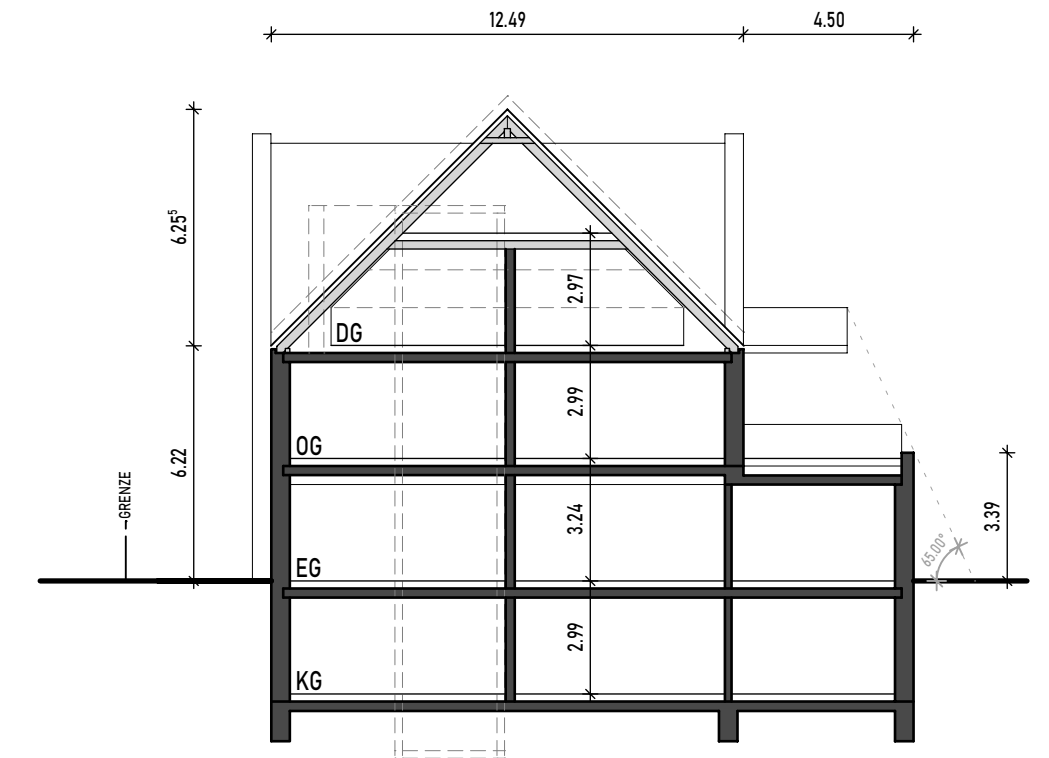 12.49
4.50
6.25⁵
2.97
DG
2.99
OG
6.22
GRENZE
3.24
3.39
65.00°
EG
2.99
KG